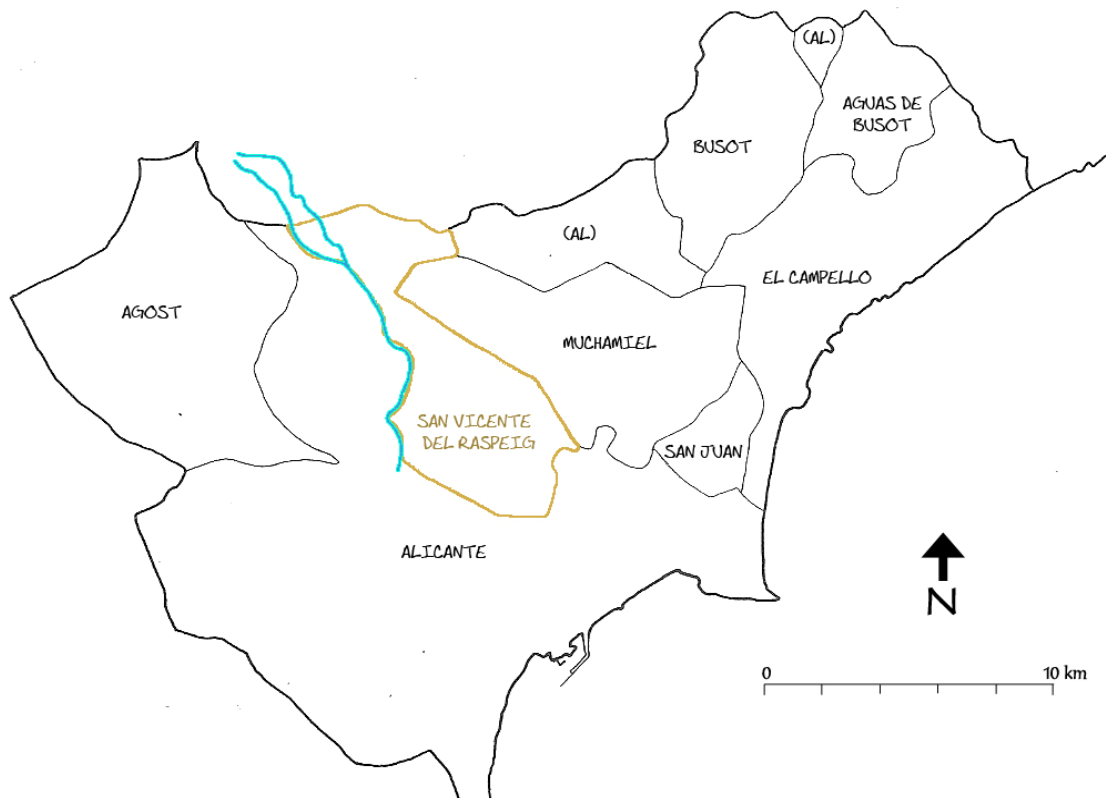 (AL)
AGUAS DE
BUSOT
BUSOT
(AL)
EL CAMPELLO
AGOST
MUCHAMIEL
SAN VICENTE
DEL RASPEIG
SAN JUAN
ALICANTE
N
0 10 km